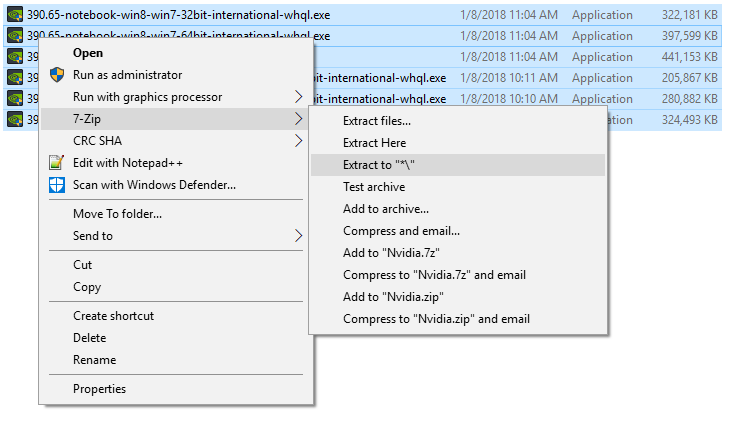 390.65-notebook-win8-win7-32bit-international-whql.exe 1/8/2018 11:04 AM Application 322,181 KB
390.65-notebook-win8-win7-64bit-international-whql.exe 1/8/2018 11:04 AM Application 397,599 KB
39 1/8/2018 11:04 AM Application 441,153 KB
39 bit-international-whql.exe 1/8/2018 10:11 AM Application 205,867 KB
39 bit-international-whql.exe 1/8/2018 10:10 AM Application 280,882 KB
39 324,493 KB
Open
Run as administrator
Run with graphics processor
7-Zip
CRC SHA
Edit with Notepad++
Scan with Windows Defender...
Move To folder...
Send to
Cut
Copy
Create shortcut
Delete
Rename
Properties
Extract files...
Extract Here
Extract to "*\"
Test archive
Add to archive...
Compress and email...
Add to "Nvidia.7z"
Compress to "Nvidia.7z" and email
Add to "Nvidia.zip"
Compress to "Nvidia.zip" and email